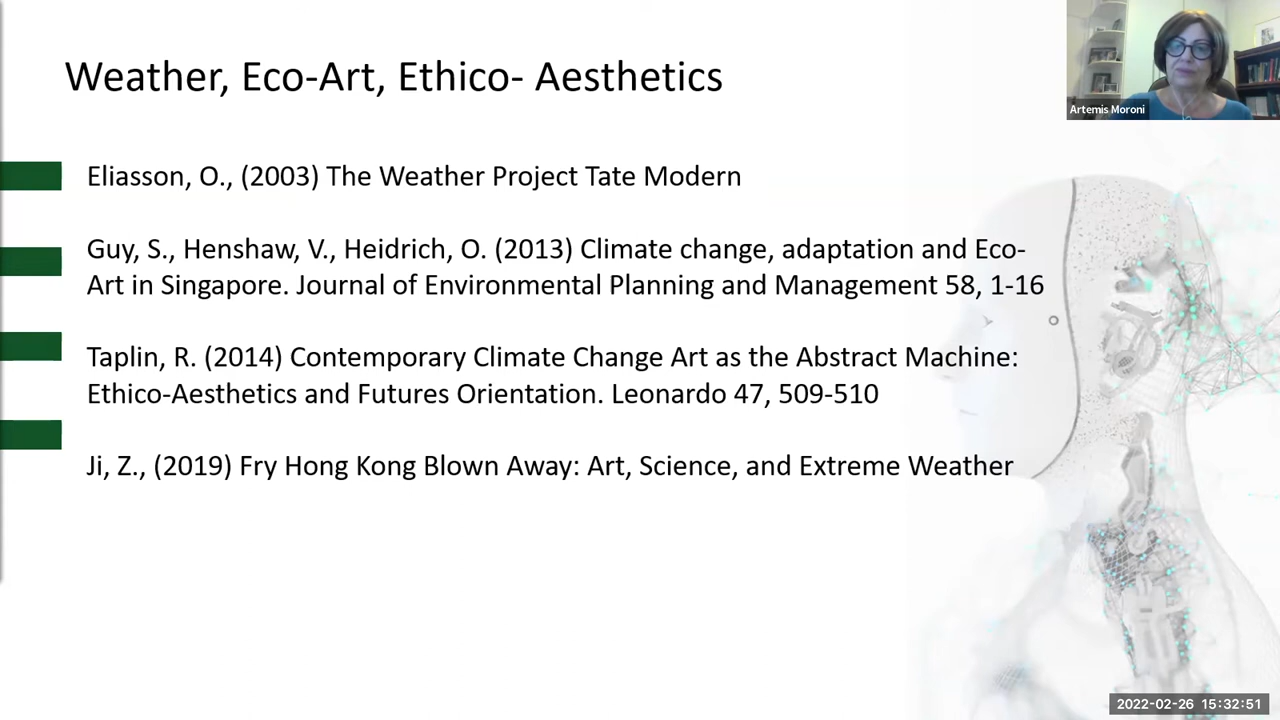 Weather, Eco-Art, Ethico- Aesthetics
Artemis Moroni
Eliasson, O., (2003) The Weather Project Tate Modern
Guy, S., Henshaw, V., Heidrich, O. (2013) Climate change, adaptation and Eco-
Art in Singapore. Journal of Environmental Planning and Management 58, 1-16
Taplin, R. (2014) Contemporary Climate Change Art as the Abstract Machine:
Ethico-Aesthetics and Futures Orientation. Leonardo 47, 509-510
Ji, Z., (2019) Fry Hong Kong Blown Away: Art, Science, and Extreme Weather
2022-02-26 15:32:51